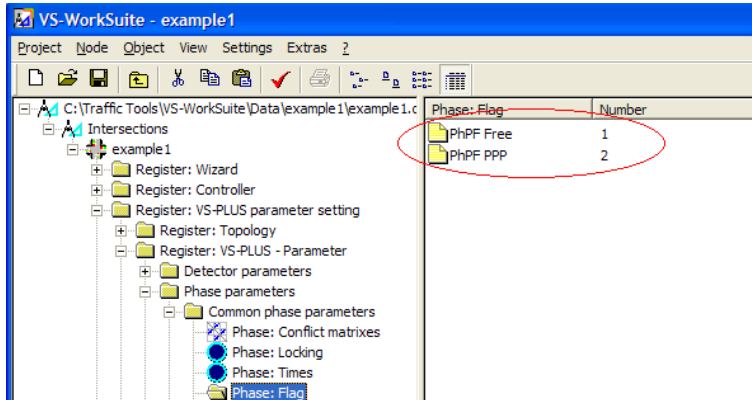 VS-WorkSuite - example1
Project Node Object View Settings Extras ?
C:\Traffic Tools\VS-WorkSuite\Data\example1\example1.c
Intersections
example1
Register: Wizard
Register: Controller
Register: VS-PLUS parameter setting
Register: Topology
Register: VS-PLUS - Parameter
Detector parameters
Phase parameters
Common phase parameters
Phase: Conflict matrixes
Phase: Locking
Phase: Times
Phase: Flag
Phase: Flag Number
PhPF Free 1
PhPF PPP 2